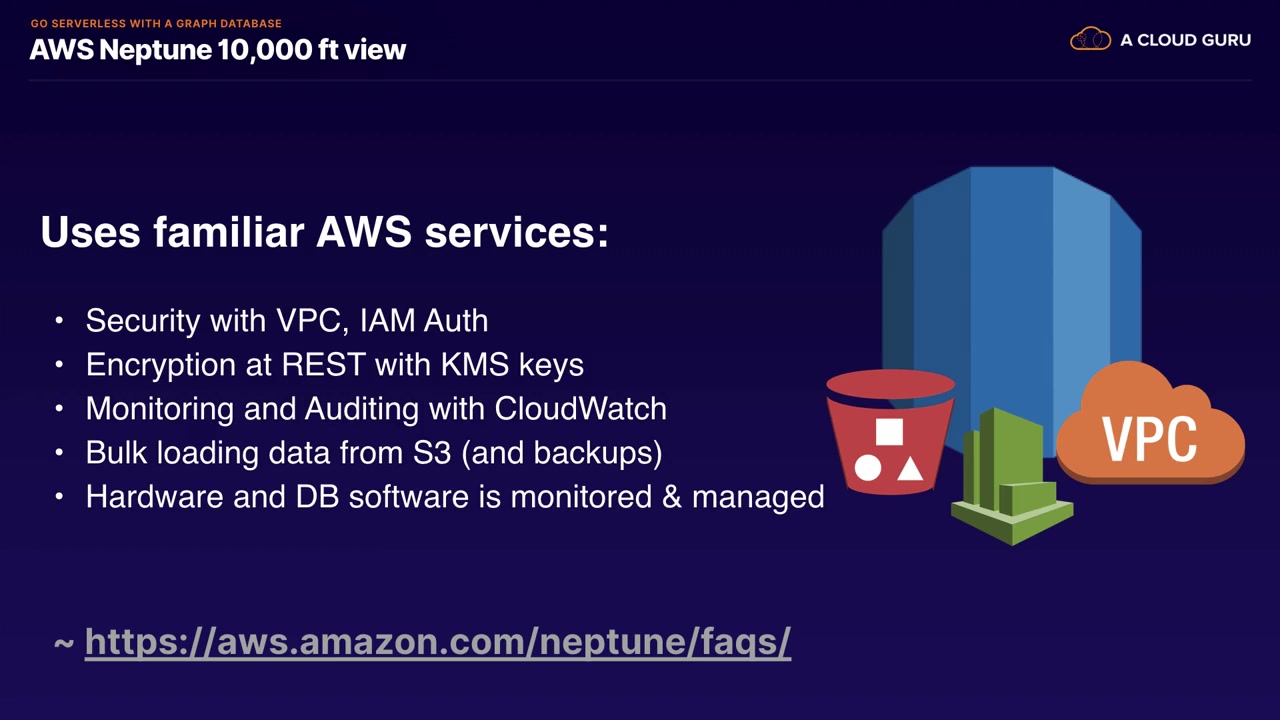 GO SERVERLESS WITH A GRAPH DATABASE
AWS Neptune 10,000 ft view
A CLOUD GURU
Uses familiar AWS services:
• Security with VPC, IAM Auth
• Encryption at REST with KMS keys
• Monitoring and Auditing with CloudWatch
• Bulk loading data from S3 (and backups)
• Hardware and DB software is monitored & managed
VPC
~ https://aws.amazon.com/neptune/faqs/